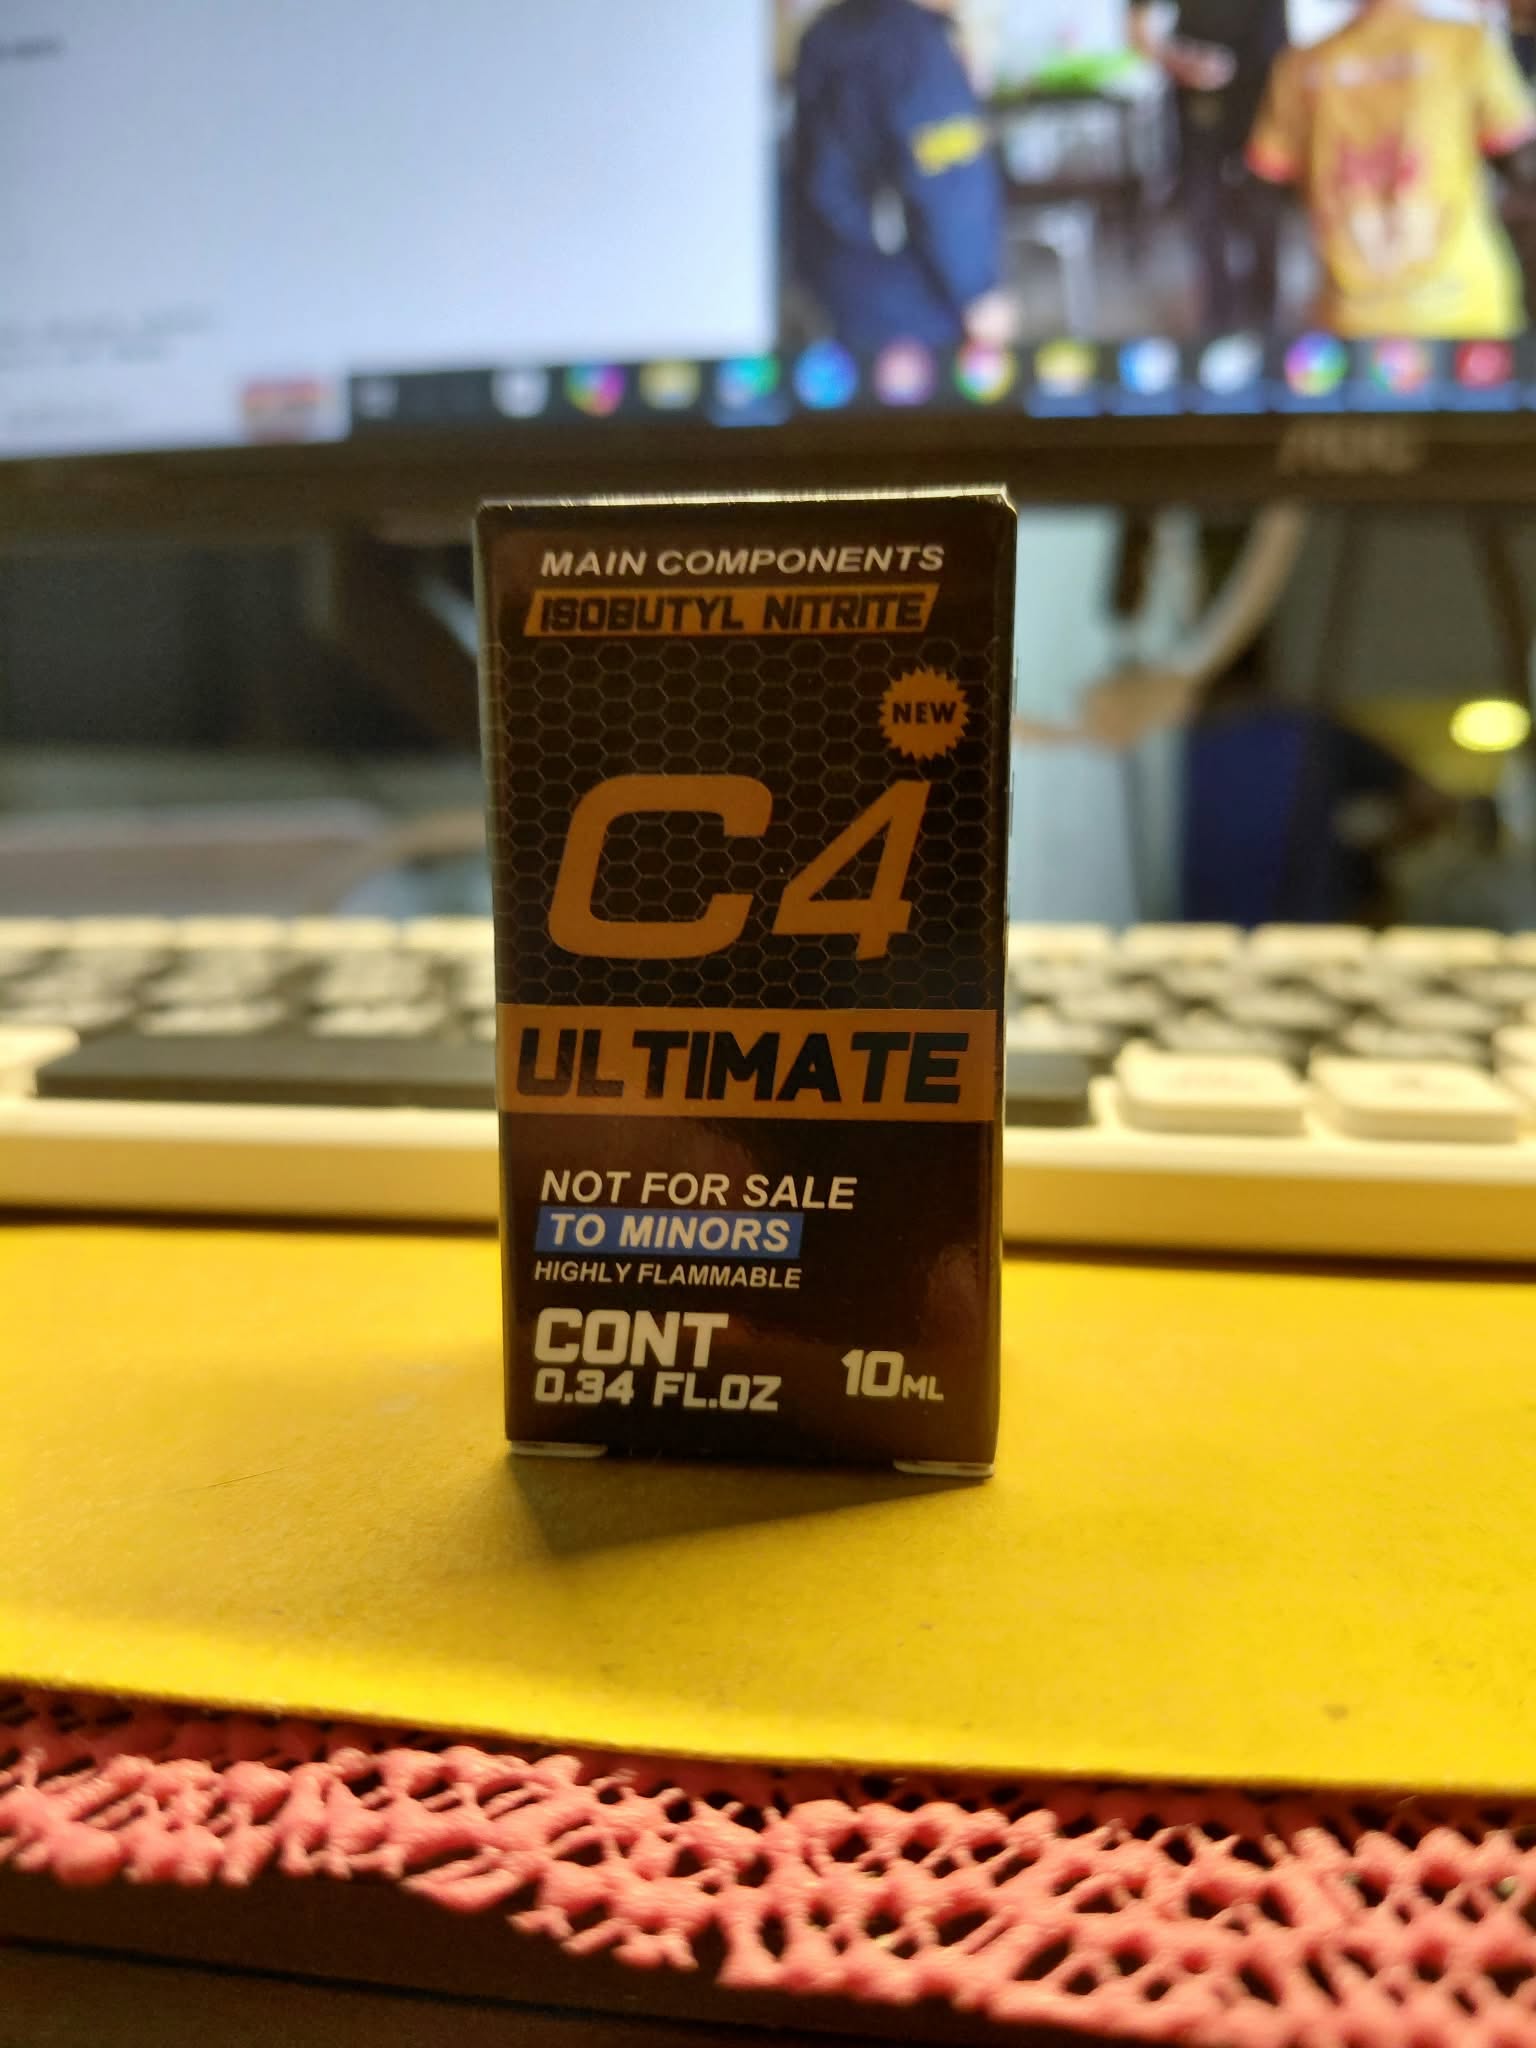 MAIN COMPONENTS
ISOBUTYL NITRITE
NEW
C4
ULTIMATE
NOT FOR SALE
TO MINORS
HIGHLY FLAMMABLE
CONT
0.34 FL.OZ 10ML